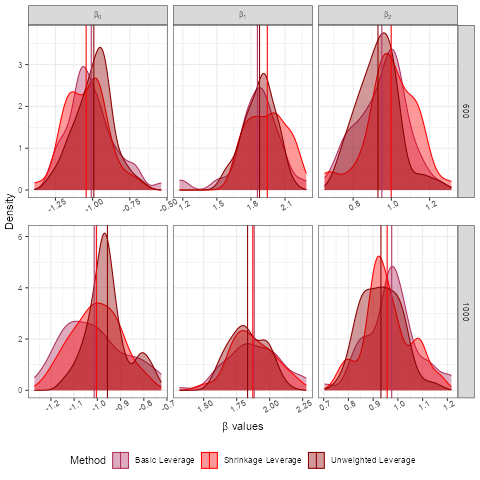 β₀ β₁ β₂
Density
3
2
1
0
600
-1.25 -1.00 -0.75 -0.50 1.2 1.5 1.8 2.1 0.8 1.0 1.2
6
4
2
0
1000
-1.2 -1.1 -1.0 -0.9 -0.8 -0.7 1.50 1.75 2.00 2.25 0.7 0.8 0.9 1.0 1.1 1.2
β values
Method Basic Leverage Shrinkage Leverage Unweighted Leverage